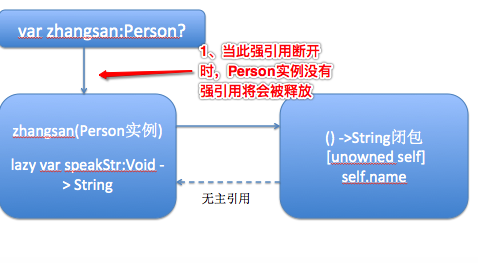 var zhangsan:Person?
1、当此强引用断开
时，Person实例没有
强引用将会被释放
zhangsan(Person实例)
lazy var speakStr:Void -
> String
() ->String闭包
[unowned self]
self.name
无主引用